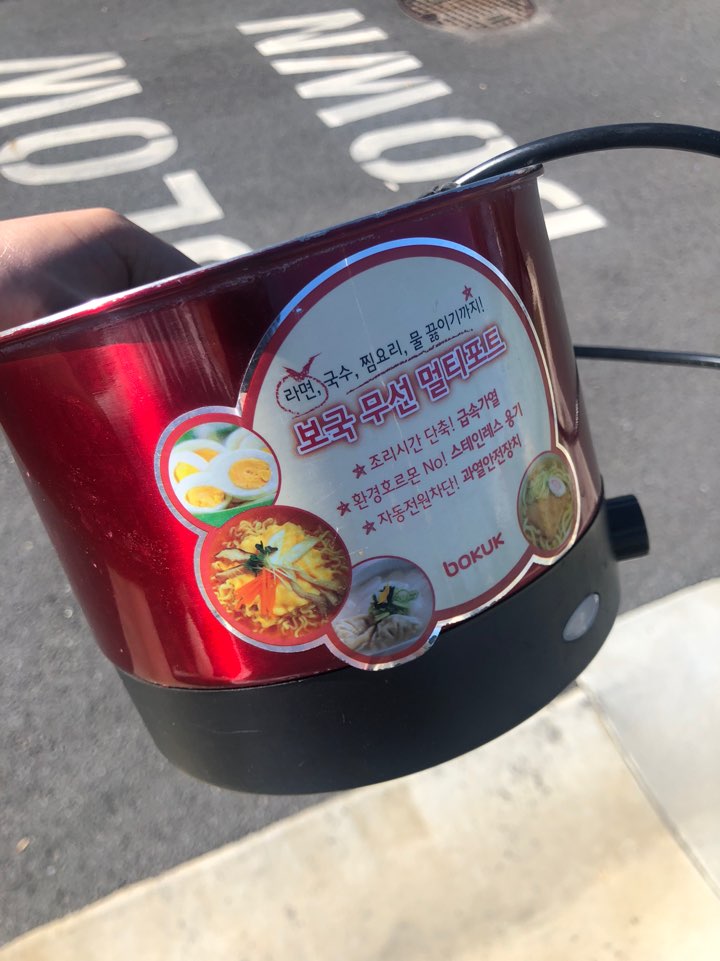 라면, 국수, 찜요리, 물 끓이기까지!
보국 무선 멀티포트
★ 조리시간 단축! 급속가열
★ 환경호르몬 No! 스테인레스 용기
★ 자동전원차단! 과열안전장치
bokuk
SLOW
DOWN